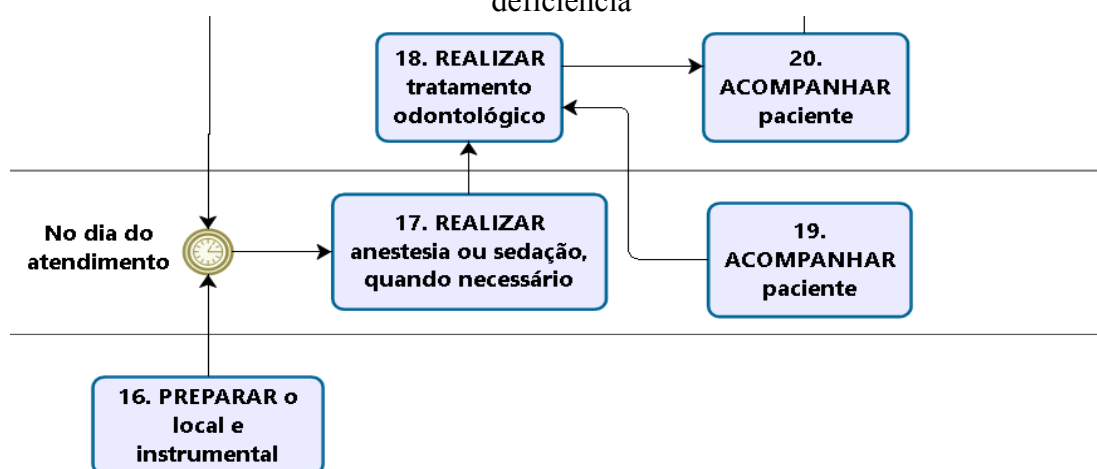 deficiência
18. REALIZAR
tratamento
odontológico
20.
ACOMPANHAR
paciente
No dia do
atendimento
17. REALIZAR
anestesia ou sedação,
quando necessário
19.
ACOMPANHAR
paciente
16. PREPARAR o
local e
instrumental